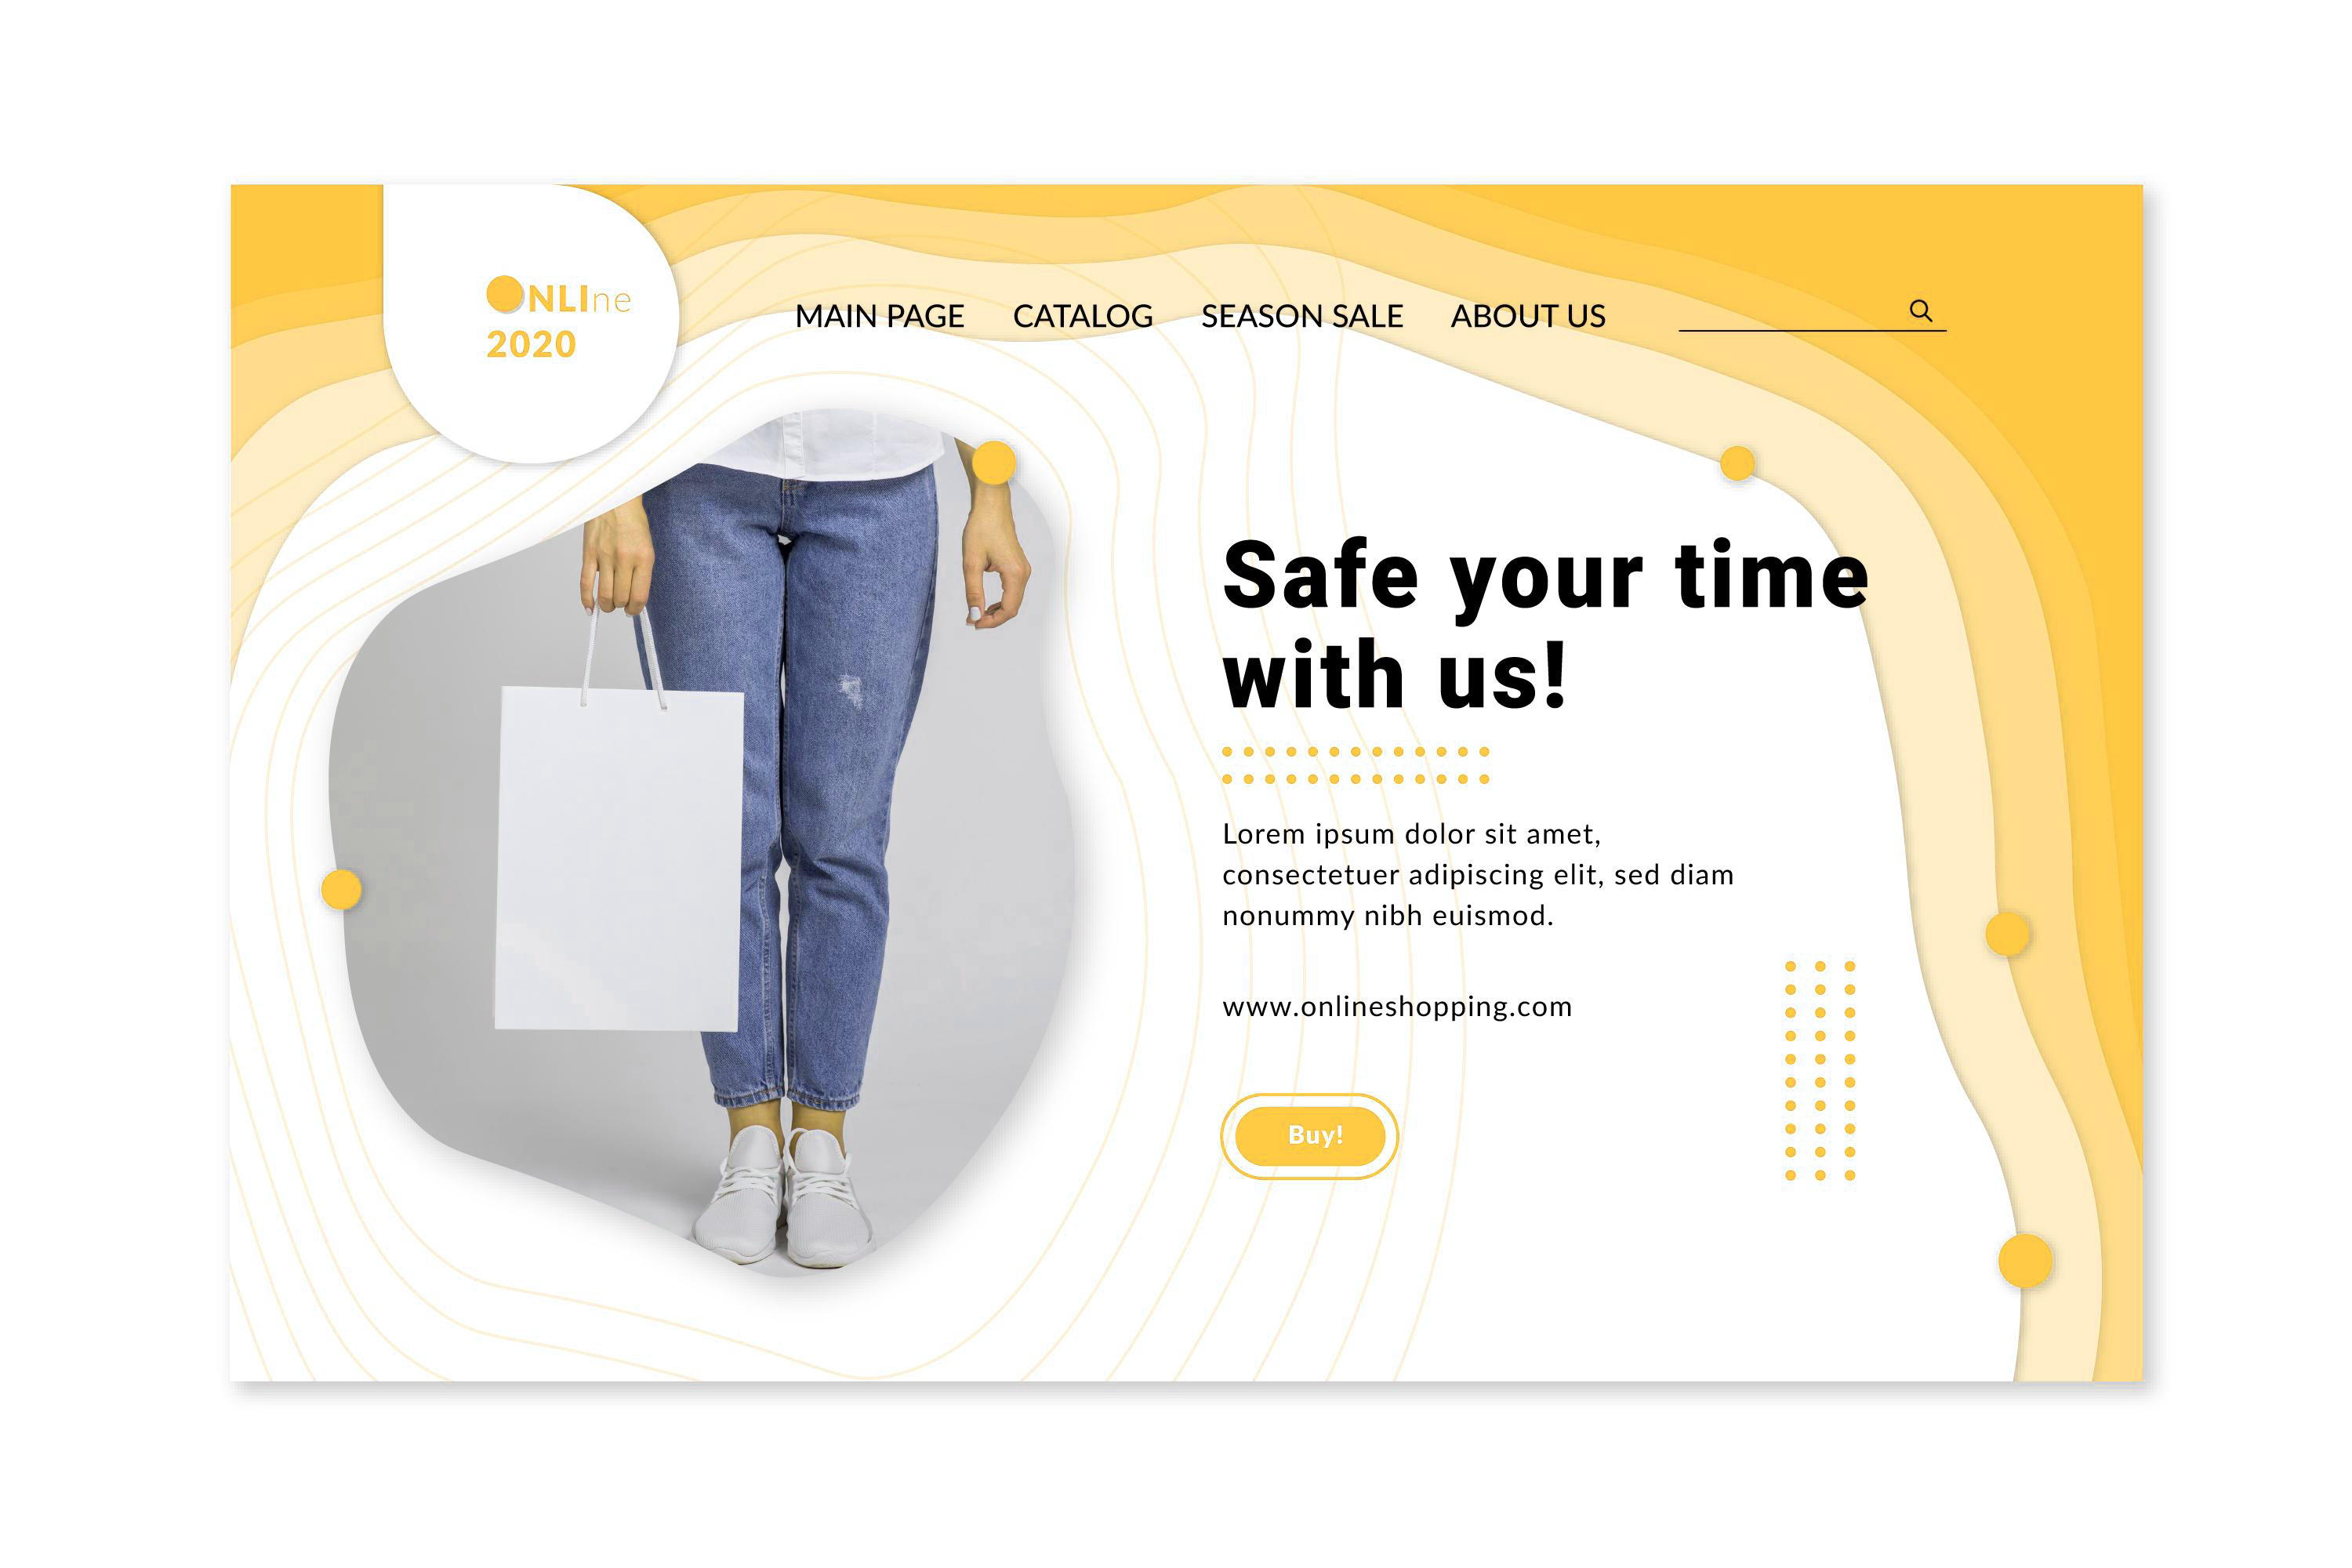 ONLIne
2020
MAIN PAGE CATALOG SEASON SALE ABOUT US
Safe your time
with us!
Lorem ipsum dolor sit amet,
consectetuer adipiscing elit, sed diam
nonummy nibh euismod.
www.onlineshopping.com
Buy!